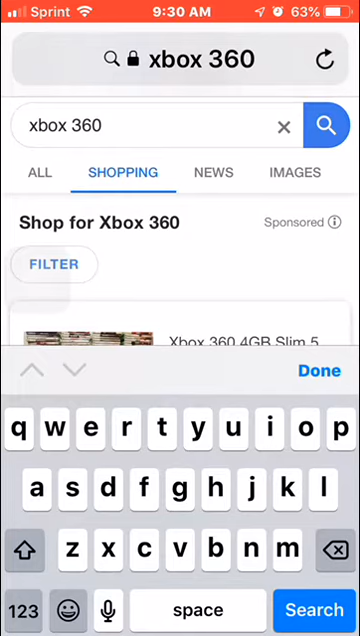 Sprint 9:30 AM 63%
xbox 360
xbox 360
ALL SHOPPING NEWS IMAGES
Shop for Xbox 360 Sponsored
FILTER
Xbox 360 4GB Slim 5
Done
q w e r t y u i o p
a s d f g h j k l
z x c v b n m
123 space Search